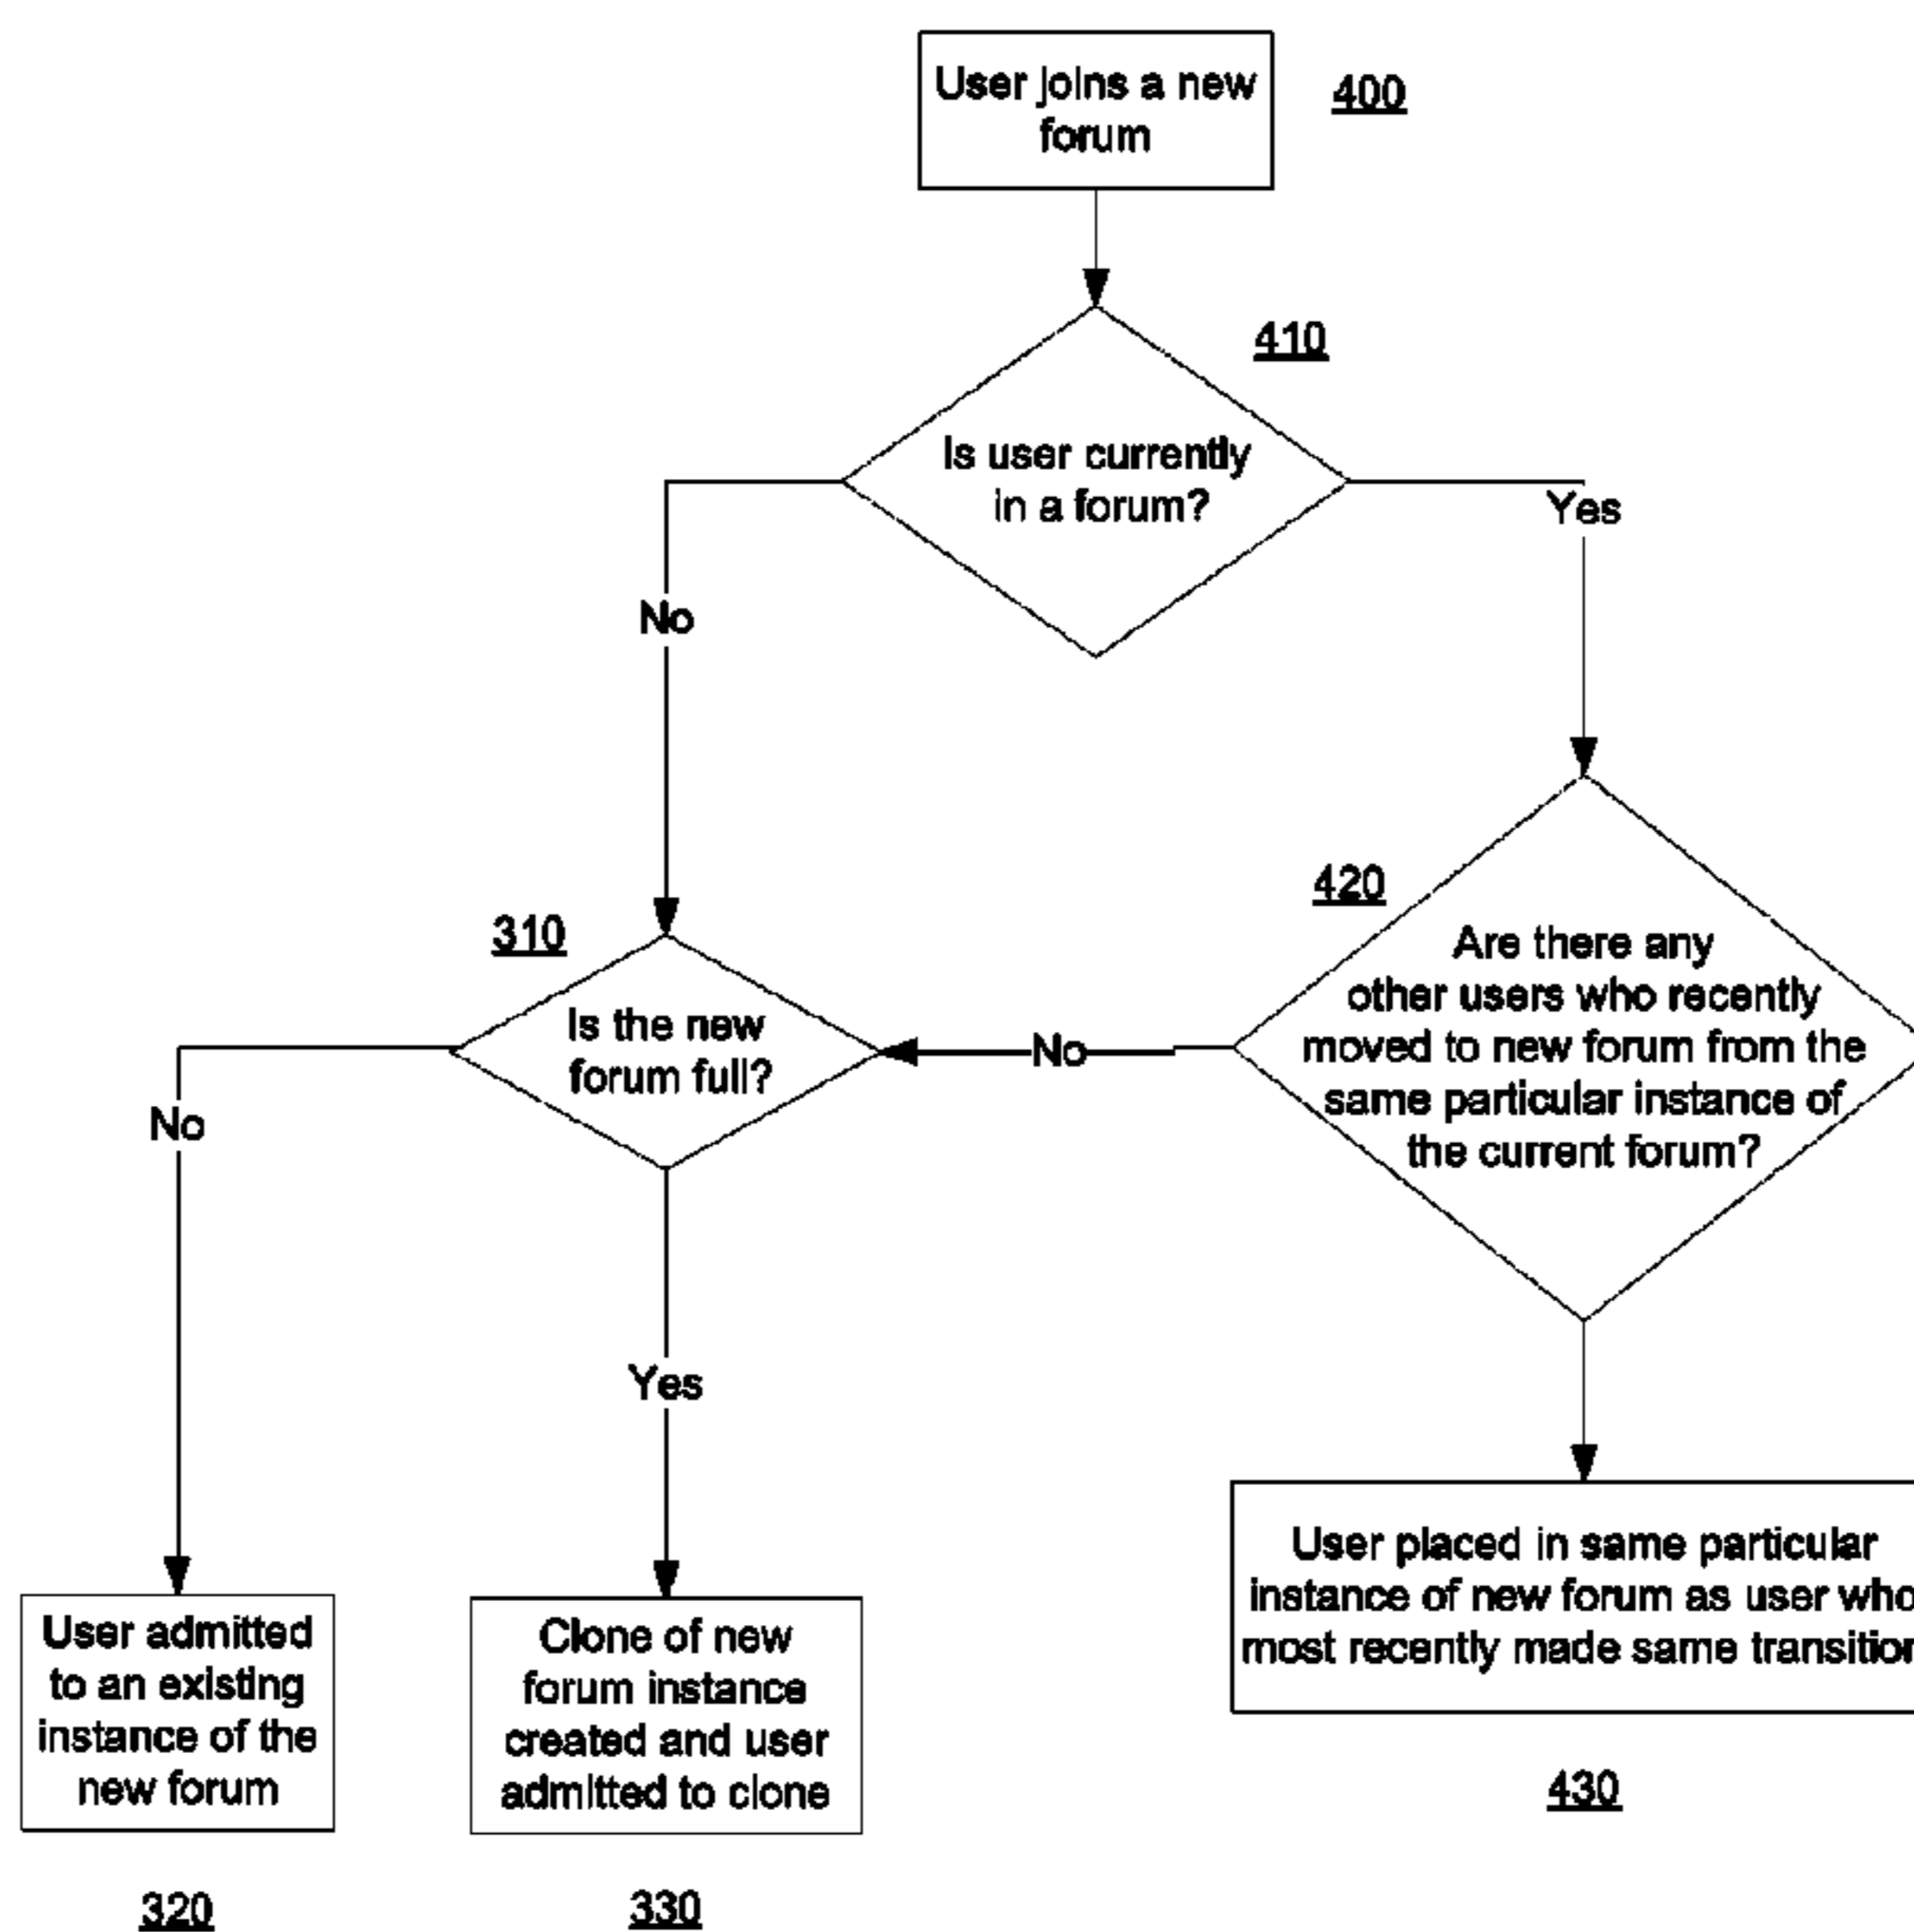 User joins a new
forum
400
410
Is user currently
in a forum?
Yes
No
310
Is the new
forum full?
No
420
Are there any
other users who recently
moved to new forum from the
same particular instance of
the current forum?
No
Yes
User admitted
to an existing
instance of the
new forum
320
Clone of new
forum instance
created and user
admitted to clone
330
User placed in same particular
instance of new forum as user who
most recently made same transition
430